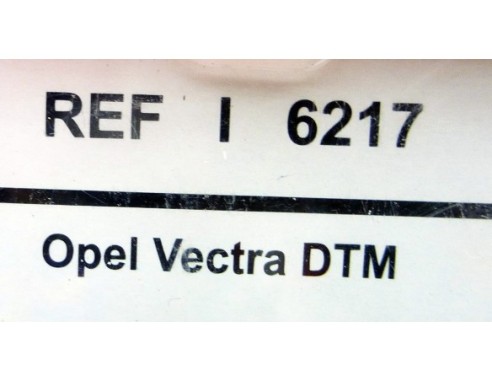 REF I 6217
Opel Vectra DTM